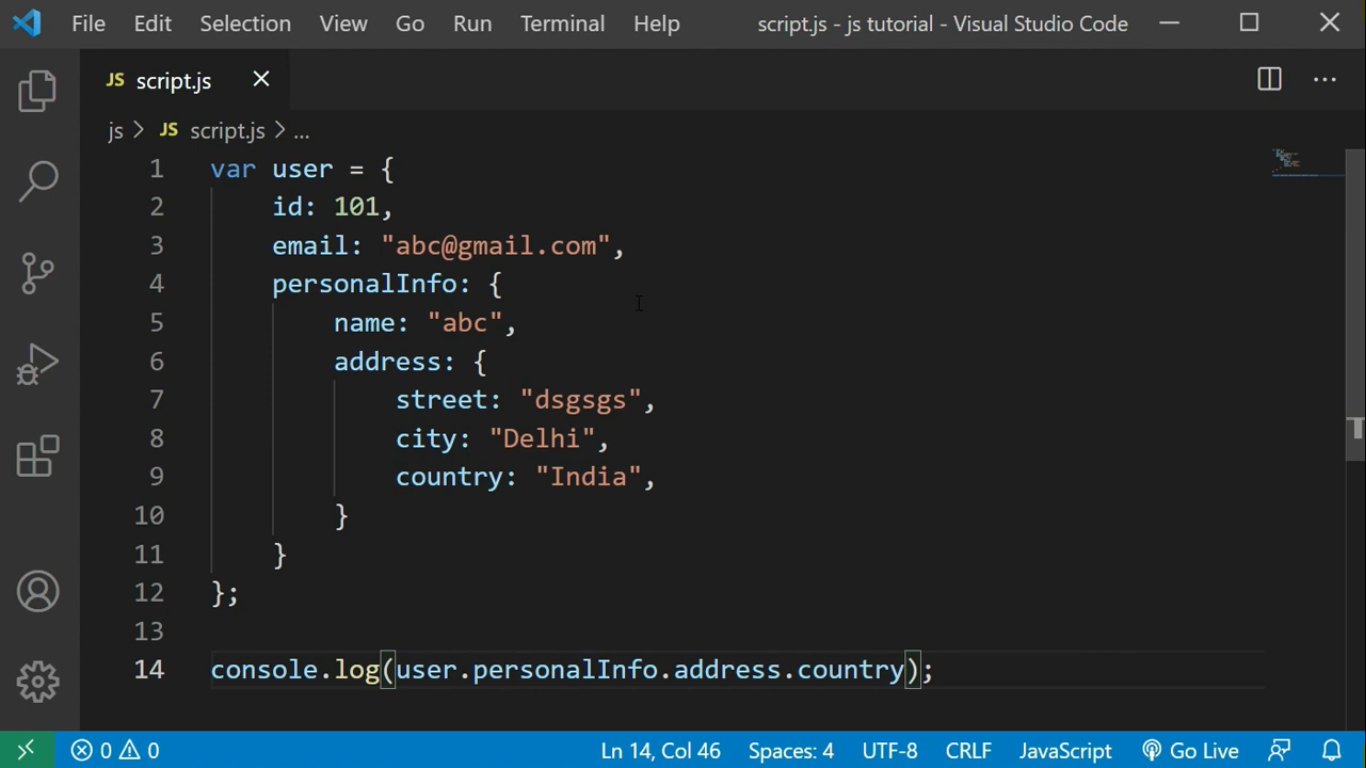 File Edit Selection View Go Run Terminal Help script.js - js tutorial - Visual Studio Code
JS script.js
js > JS script.js > ...
1 var user = {
2     id: 101,
3     email: "abc@gmail.com",
4     personalInfo: {
5         name: "abc",
6         address: {
7             street: "dsgsgs",
8             city: "Delhi",
9             country: "India",
10         }
11     }
12 };
13
14 console.log(user.personalInfo.address.country);
0 0 Ln 14, Col 46 Spaces: 4 UTF-8 CRLF JavaScript Go Live